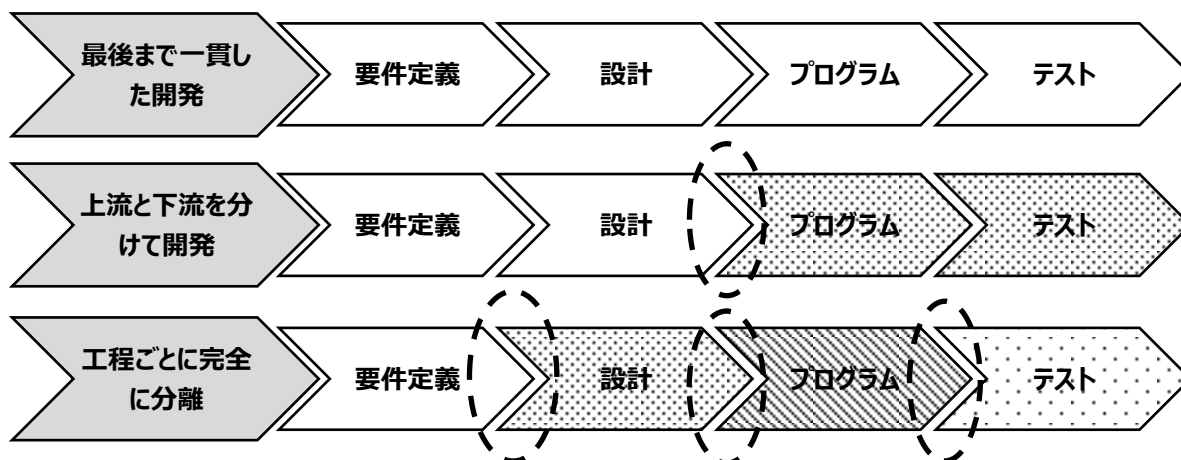 最後まで一貫し
た開発
要件定義
設計
プログラム
テスト
上流と下流を分
けて開発
要件定義
設計
プログラム
テスト
工程ごとに完全
に分離
要件定義
設計
プログラム
テスト